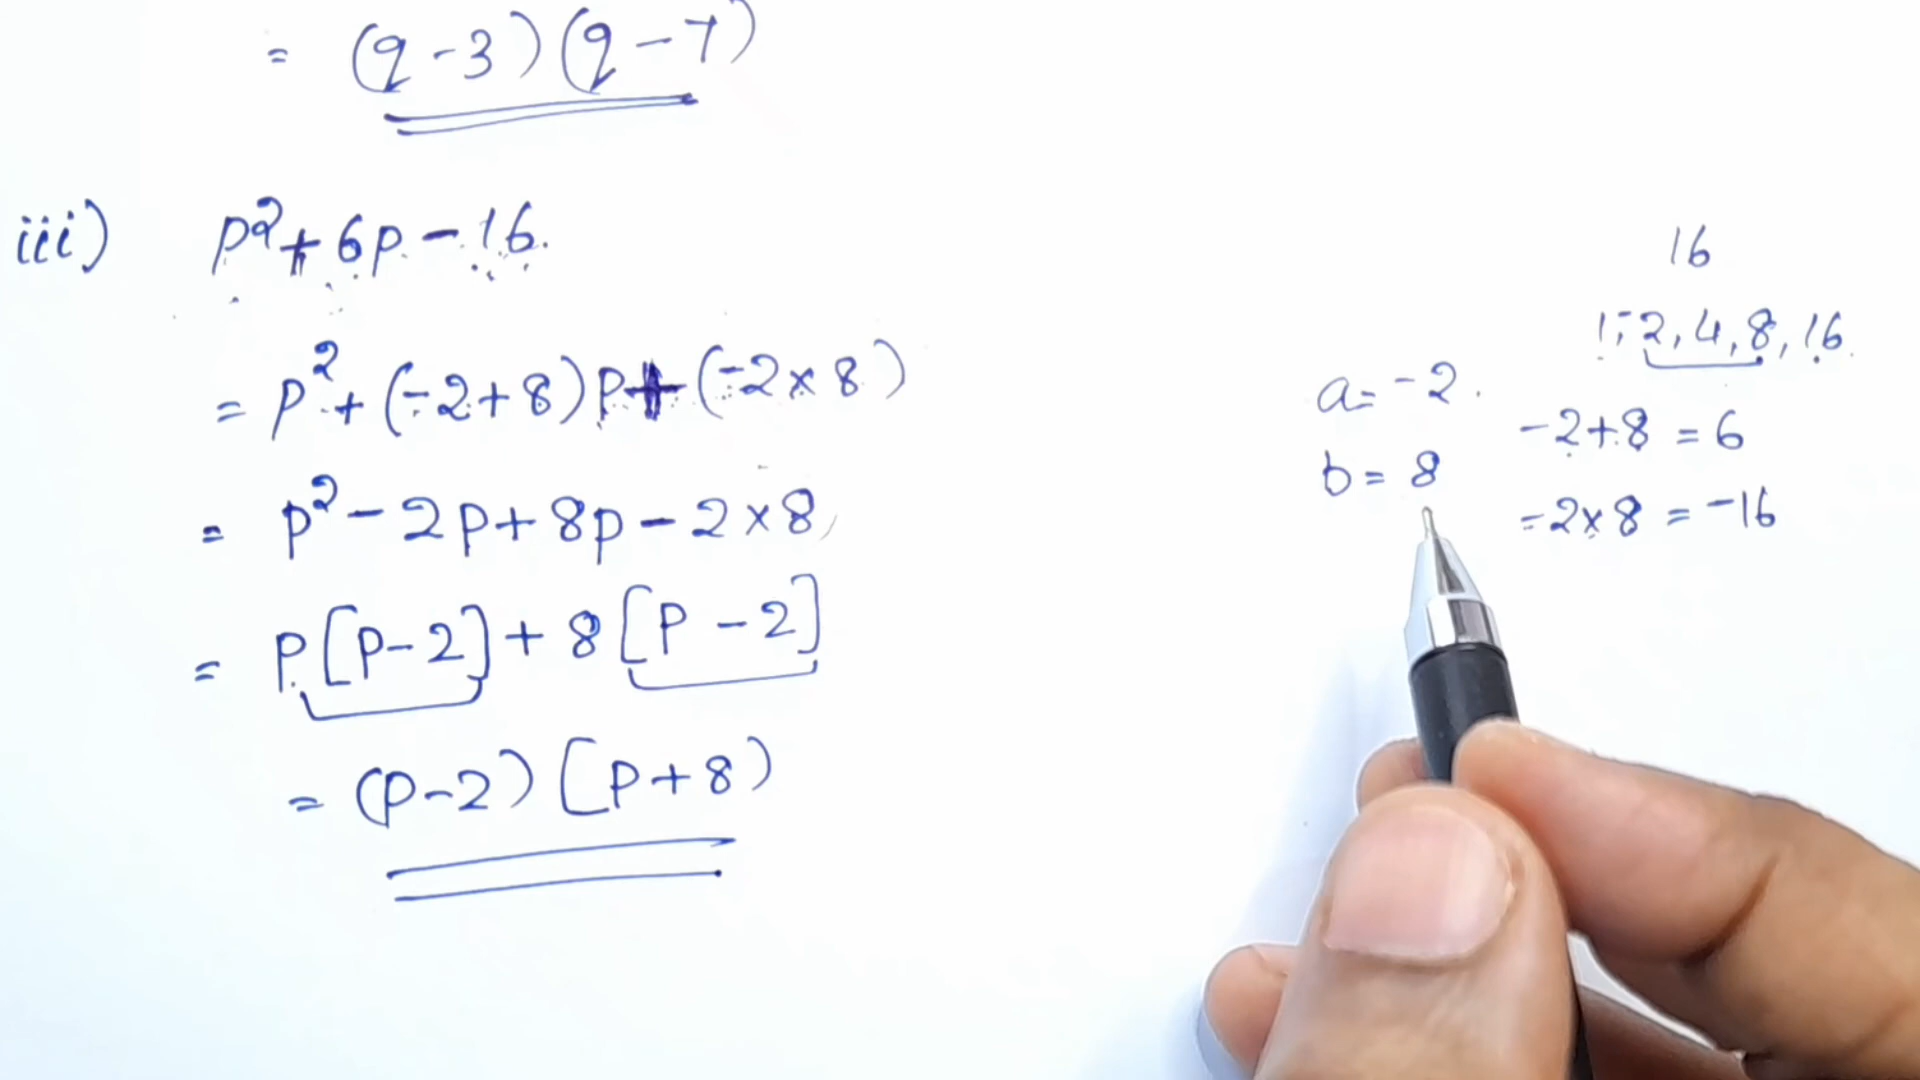 = (q - 3) (q - 7)
iii) p² + 6p - 16.
= p² + (-2+8)p + (-2 × 8)
= p² - 2p + 8p - 2 × 8
= p[p - 2] + 8[p - 2]
= (p - 2) [p + 8)
16
1, 2, 4, 8, 16.
a = -2.
-2+8 = 6
b = 8
-2×8 = -16